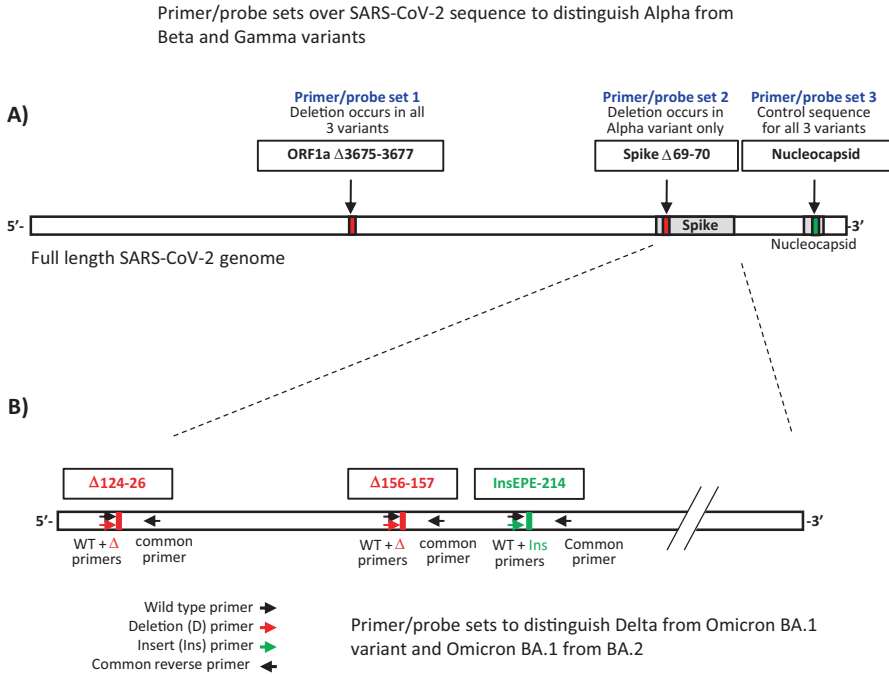 Primer/probe sets over SARS-CoV-2 sequence to distinguish Alpha from
Beta and Gamma variants
A)
Primer/probe set 1
Deletion occurs in all
3 variants
ORF1a Δ3675-3677
Primer/probe set 2
Deletion occurs in
Alpha variant only
Spike Δ69-70
Primer/probe set 3
Control sequence
for all 3 variants
Nucleocapsid
5’-
Spike
-3’
Nucleocapsid
Full length SARS-CoV-2 genome
B)
Δ124-26
Δ156-157
InsEPE-214
5’-
-3’
WT + Δ
primers
common
primer
WT + Δ
primers
common
primer
WT + Ins
primers
Common
primer
Wild type primer
Deletion (D) primer
Insert (Ins) primer
Common reverse primer
Primer/probe sets to distinguish Delta from Omicron BA.1
variant and Omicron BA.1 from BA.2